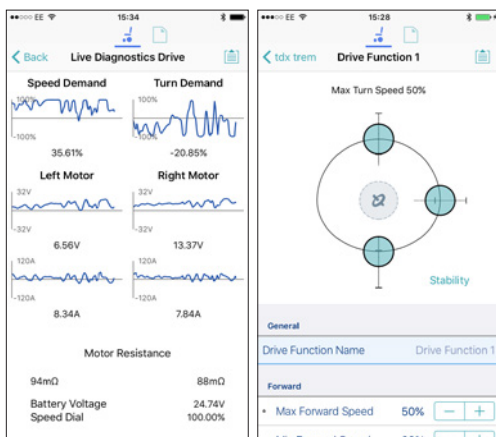 EE 15:34
Back Live Diagnostics Drive
Speed Demand Turn Demand
100% 100%
-100% -100%
35.61% -20.85%
Left Motor Right Motor
32V 32V
-32V -32V
6.56V 13.37V
120A 120A
-120A -120A
8.34A 7.84A
Motor Resistance
94mΩ 88mΩ
Battery Voltage 24.74V
Speed Dial 100.00%
EE 15:28
tdx trem Drive Function 1
Max Turn Speed 50%
Stability
General
Drive Function Name Drive Function 1
Forward
Max Forward Speed 50% − +